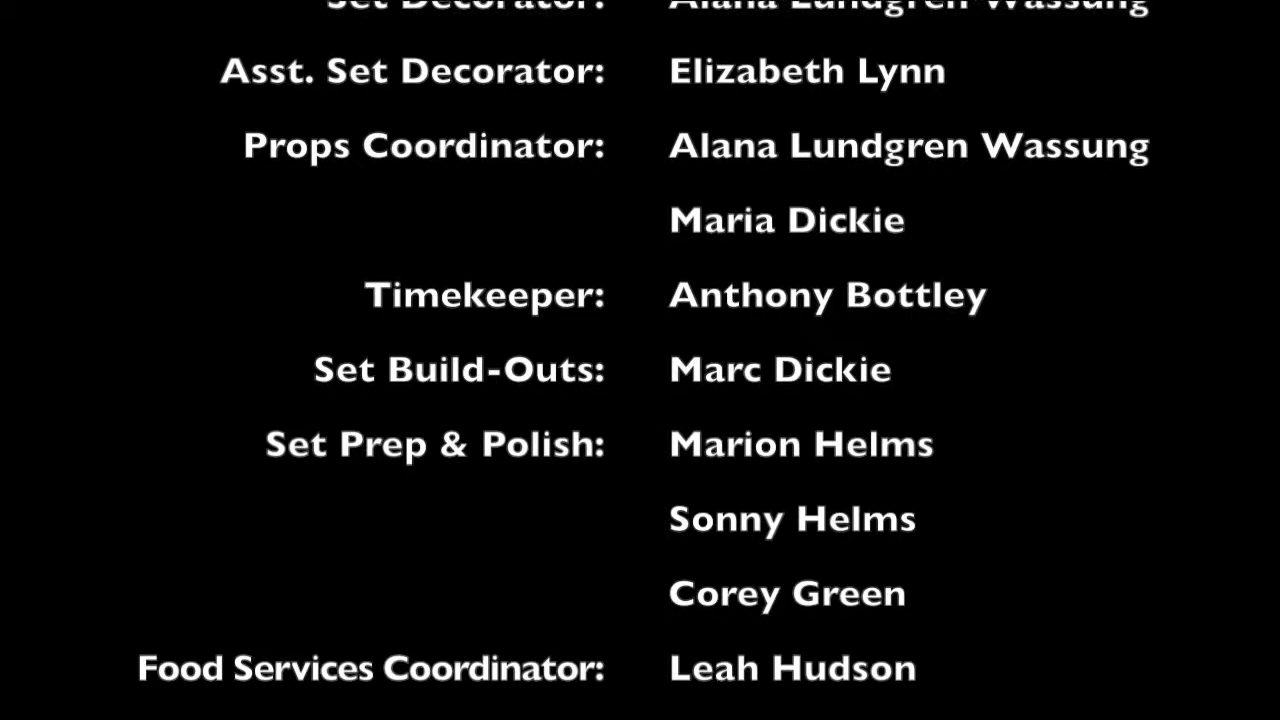 Set Decorator: Alana Lundgren Wassung
Asst. Set Decorator: Elizabeth Lynn
Props Coordinator: Alana Lundgren Wassung
Maria Dickie
Timekeeper: Anthony Bottley
Set Build-Outs: Marc Dickie
Set Prep & Polish: Marion Helms
Sonny Helms
Corey Green
Food Services Coordinator: Leah Hudson